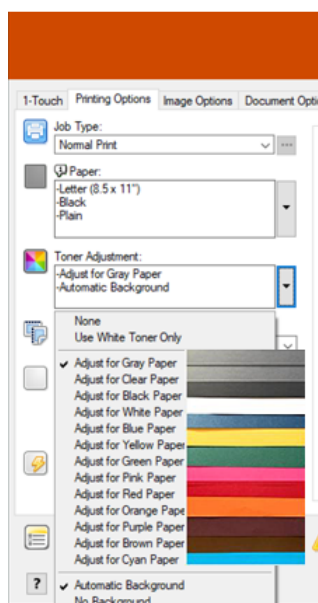 1-Touch Printing Options Image Options Document Opti
Job Type:
Normal Print
Paper:
-Letter (8.5 x 11")
-Black
-Plain
Toner Adjustment:
-Adjust for Gray Paper
-Automatic Background
None
Use White Toner Only
Adjust for Gray Paper
Adjust for Clear Paper
Adjust for Black Paper
Adjust for White Paper
Adjust for Blue Paper
Adjust for Yellow Paper
Adjust for Green Paper
Adjust for Pink Paper
Adjust for Red Paper
Adjust for Orange Pape
Adjust for Purple Paper
Adjust for Brown Paper
Adjust for Cyan Paper
? Automatic Background
No Background